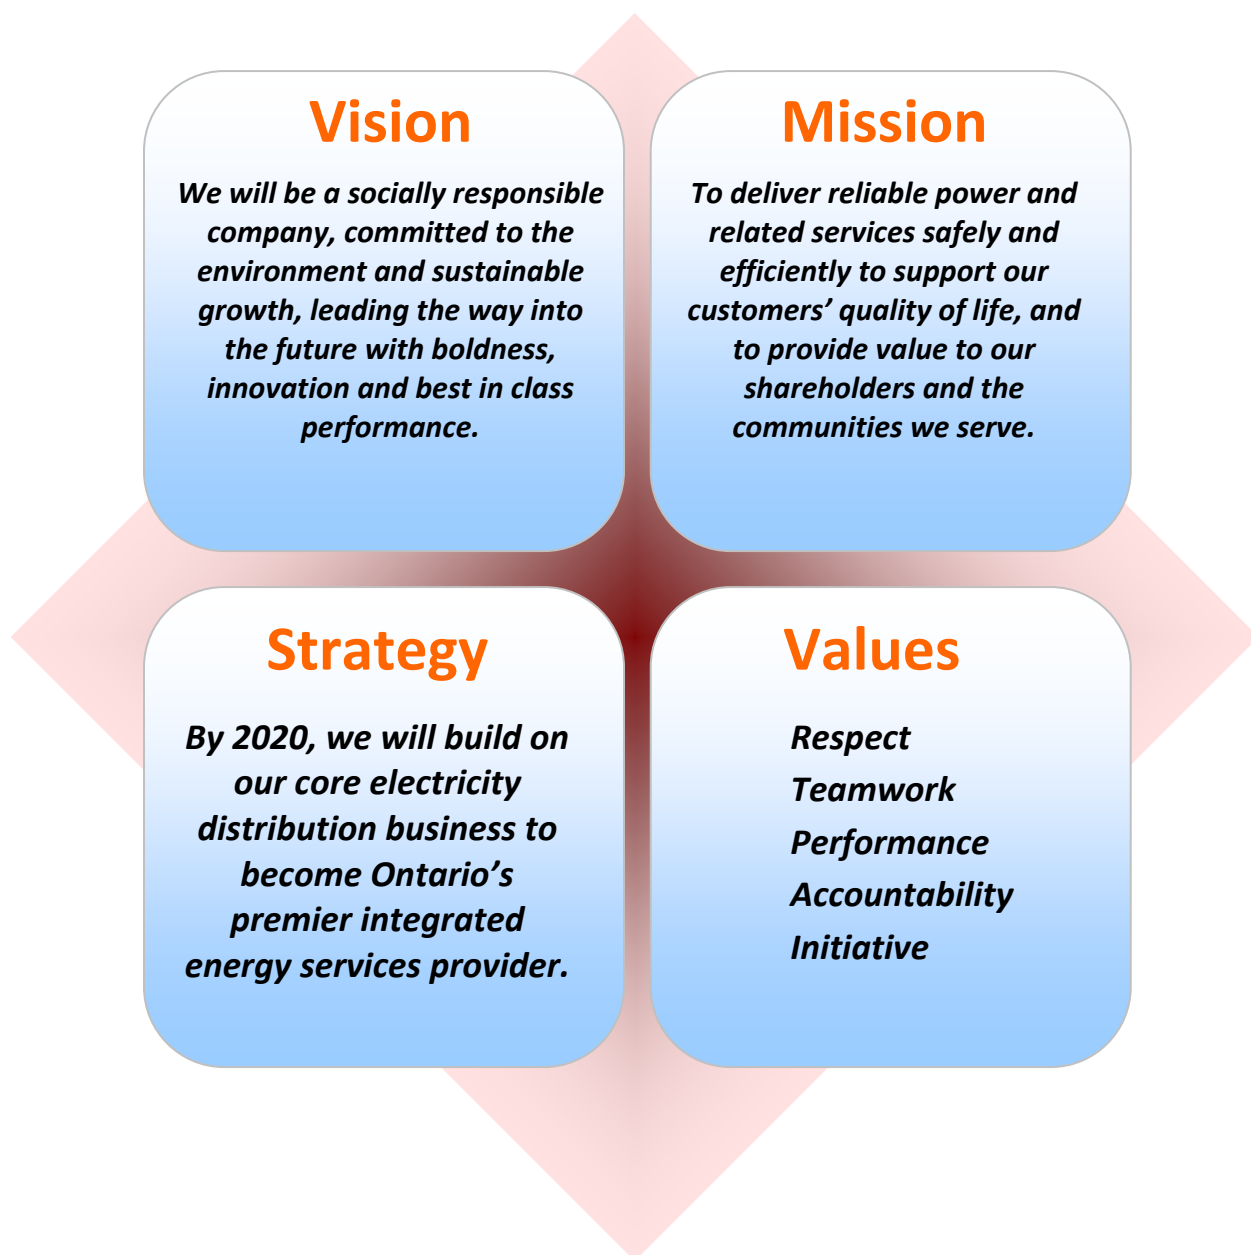 Vision
We will be a socially responsible
company, committed to the
environment and sustainable
growth, leading the way into
the future with boldness,
innovation and best in class
performance.
Mission
To deliver reliable power and
related services safely and
efficiently to support our
customers’ quality of life, and
to provide value to our
shareholders and the
communities we serve.
Strategy
By 2020, we will build on
our core electricity
distribution business to
become Ontario’s
premier integrated
energy services provider.
Values
Respect
Teamwork
Performance
Accountability
Initiative